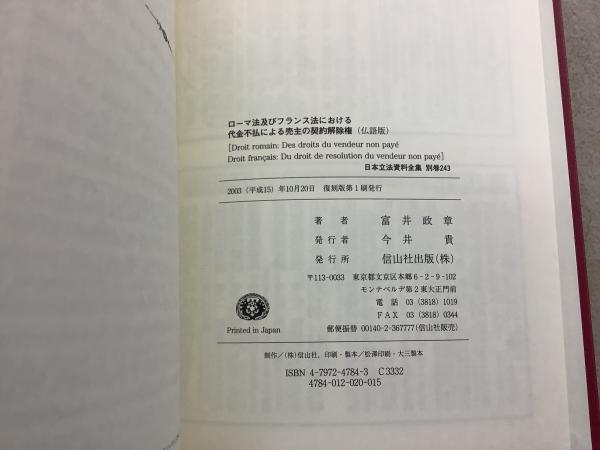 ローマ法及びフランス法における
代金不払による売主の契約解除権（仏語版）
[Droit romain: Des droits du vendeur non payé
Droit français: Du droit de resolution du vendeur non payé]
日本立法資料全集 別巻243
2003（平成15）年10月20日 復刻版第1刷発行
著者 富井政章
発行者 今井貴
発行所 信山社出版(株)
〒113-0033 東京都文京区本郷6-2-9-102
モンテベルデ第2東大正門前
電話 03 (3818) 1019
FAX 03 (3818) 0344
郵便振替 00140-2-367777 (信山社販売)
Printed in Japan
制作／(株)信山社、印刷・製本／松澤印刷・大三製本
ISBN 4-7972-4784-3 C3332
4784-012-020-015